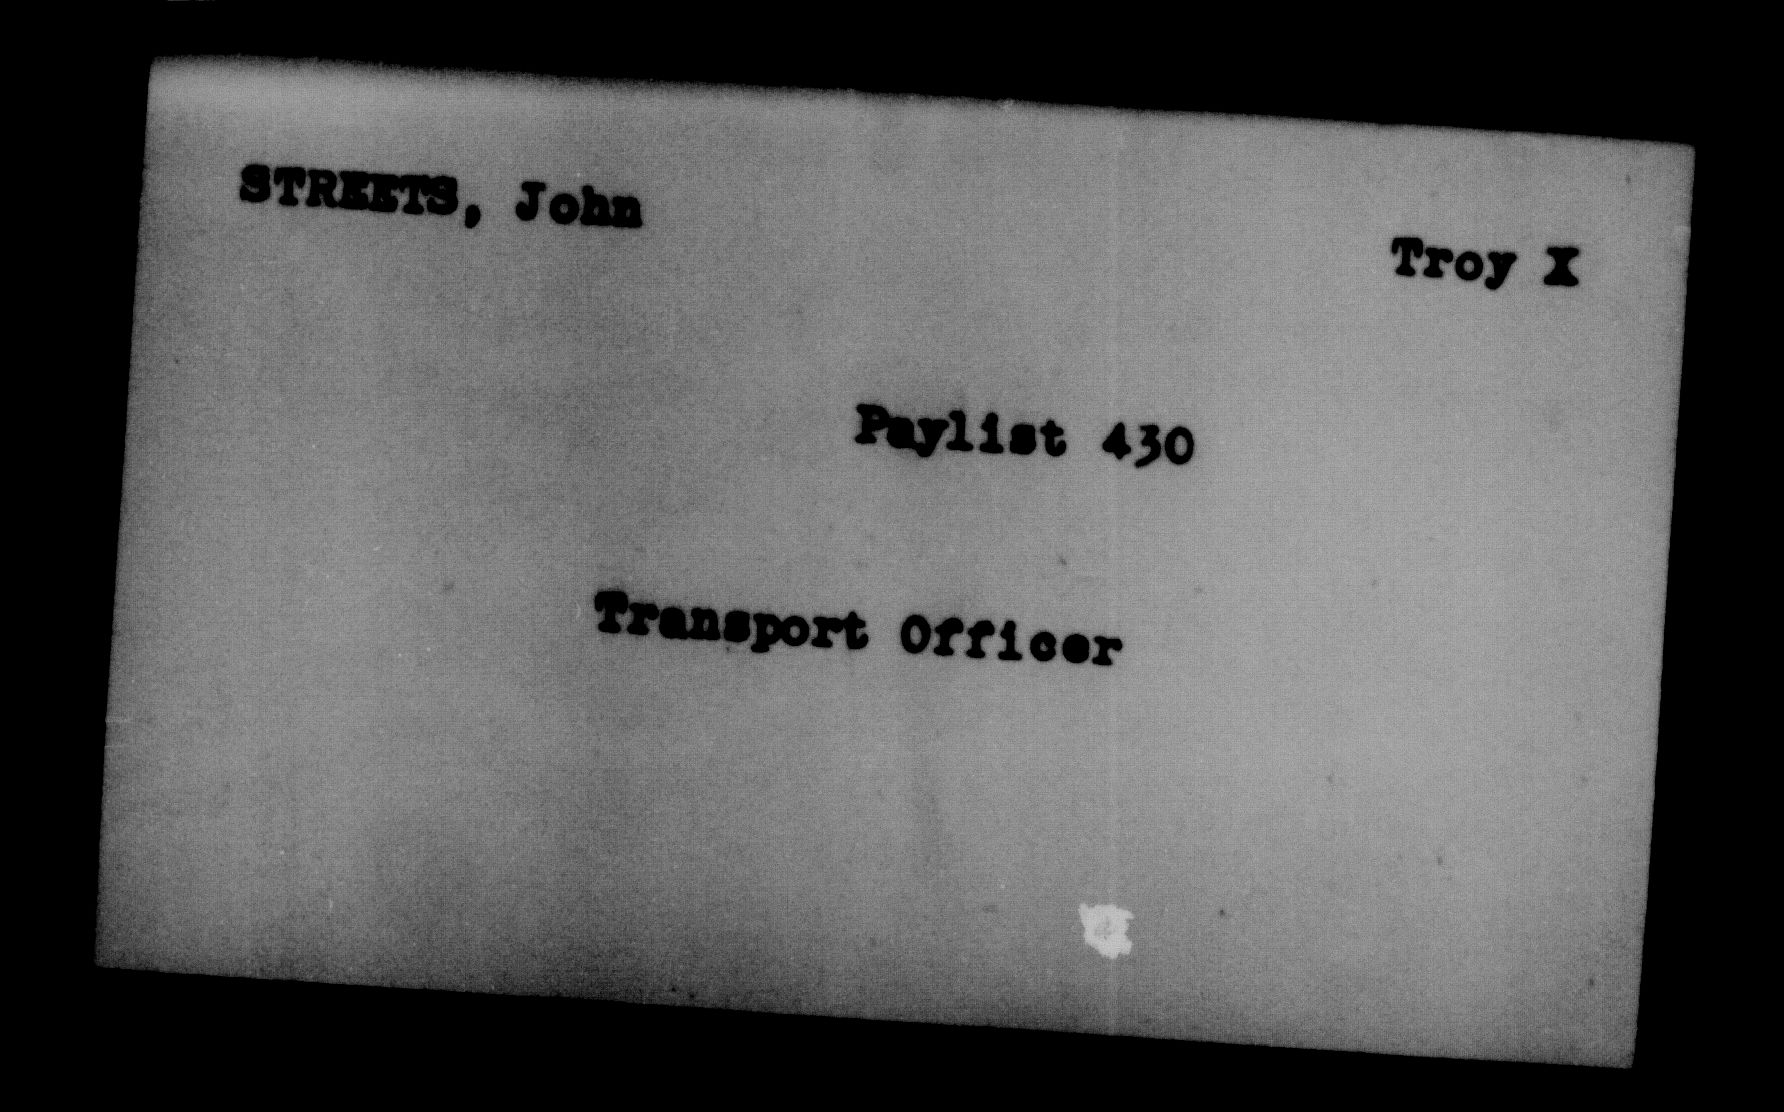 STREETS, John
Troy X
Paylist 430
Transport Officer